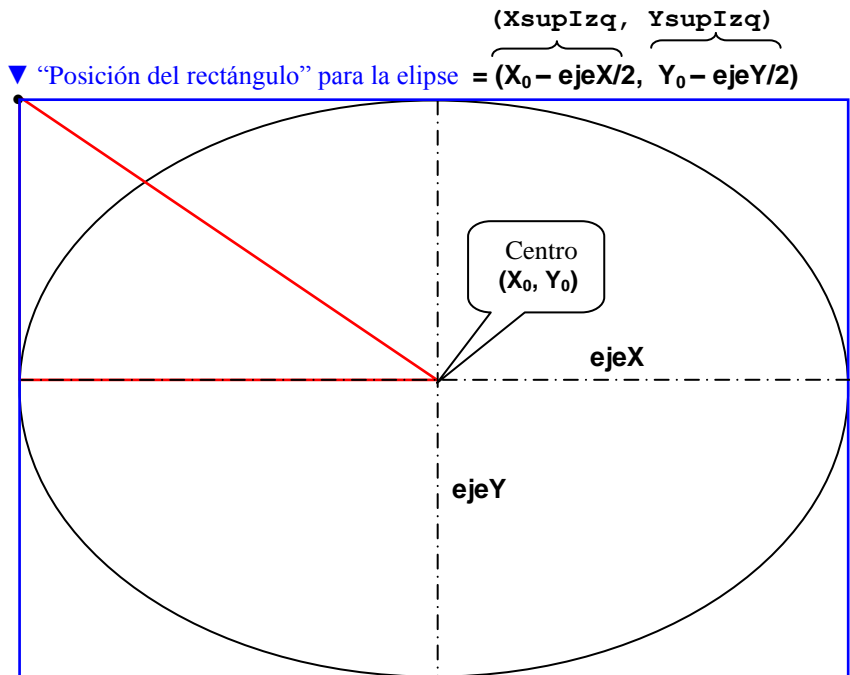 (XsupIzq, YsupIzq)
▼ “Posición del rectángulo” para la elipse = (X₀ – ejeX/2, Y₀ – ejeY/2)
Centro
(X₀, Y₀)
ejeX
ejeY